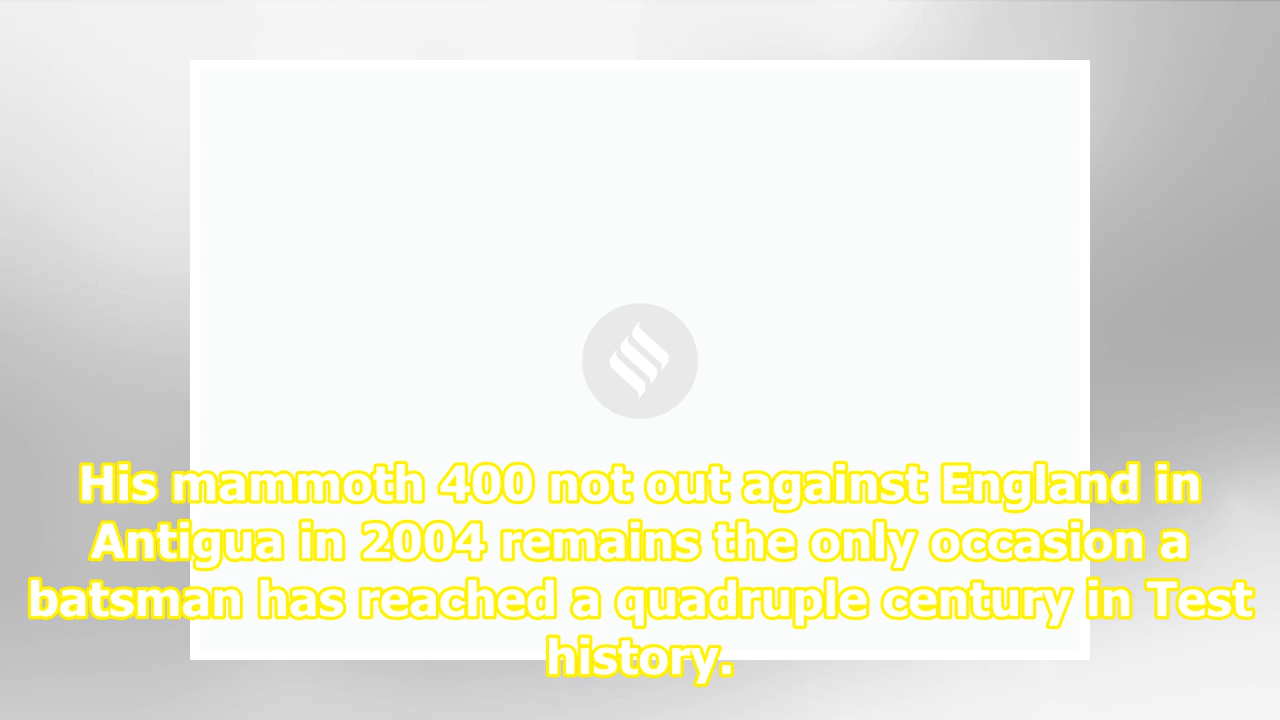 His mammoth 400 not out against England in
Antigua in 2004 remains the only occasion a
batsman has reached a quadruple century in Test
history.